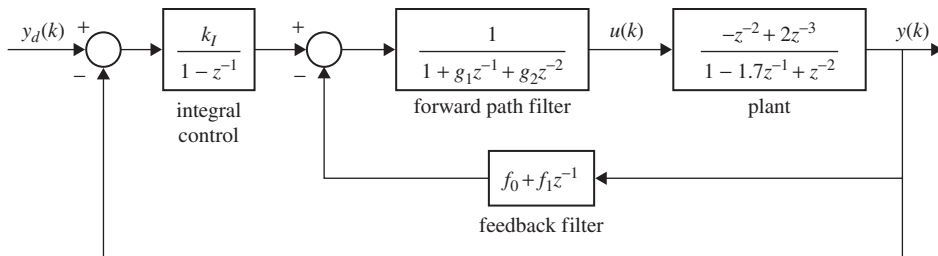 y_d(k)
+
−
k_I
1 − z^{-1}
integral
control
+
−
1
1 + g_1z^{-1} + g_2z^{-2}
forward path filter
u(k)
−z^{-2} + 2z^{-3}
1 − 1.7z^{-1} + z^{-2}
plant
y(k)
f_0 + f_1z^{-1}
feedback filter